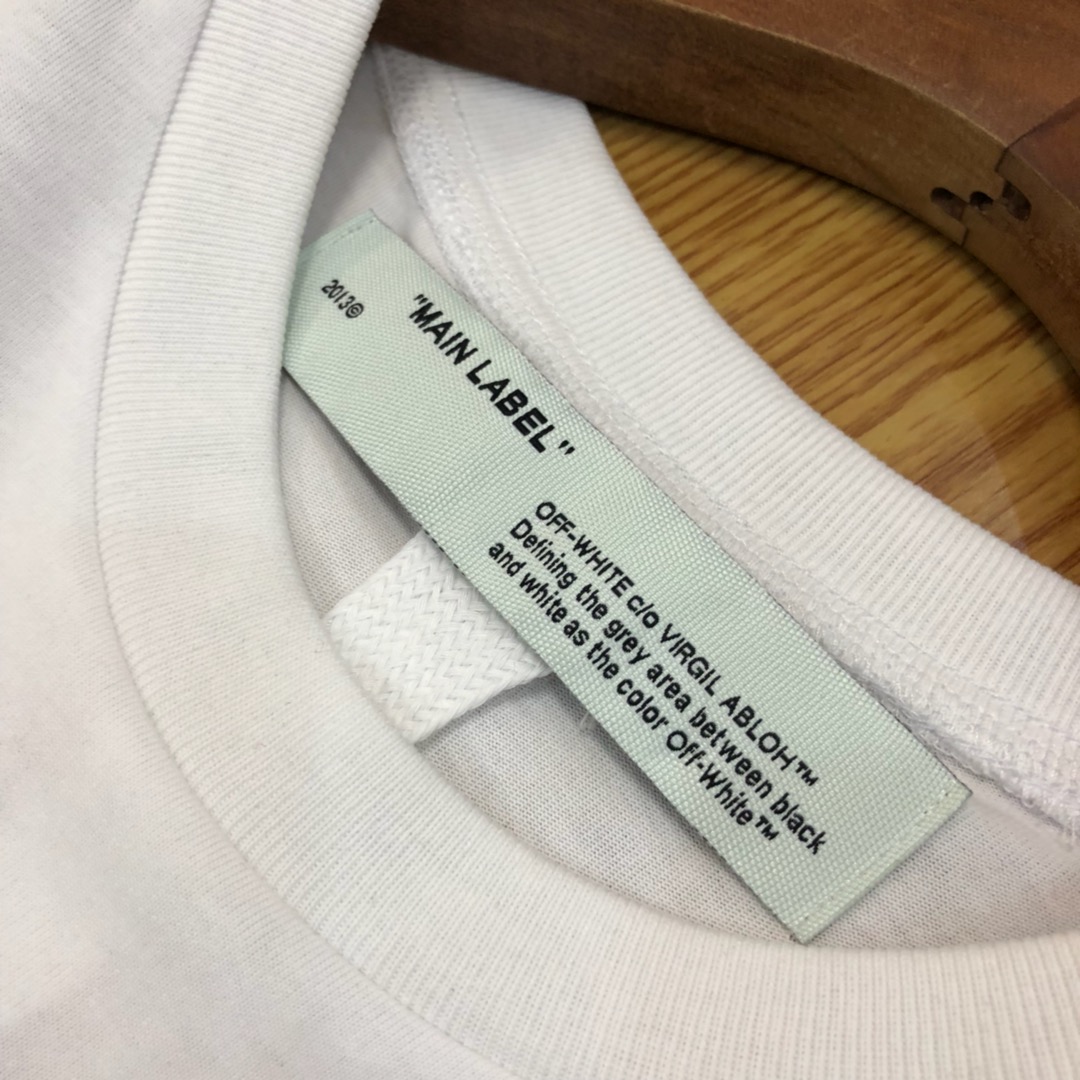 2013©
"MAIN LABEL"
OFF-WHITE c/o VIRGIL ABLOH™
Defining the grey area between black
and white as the color Off-White™